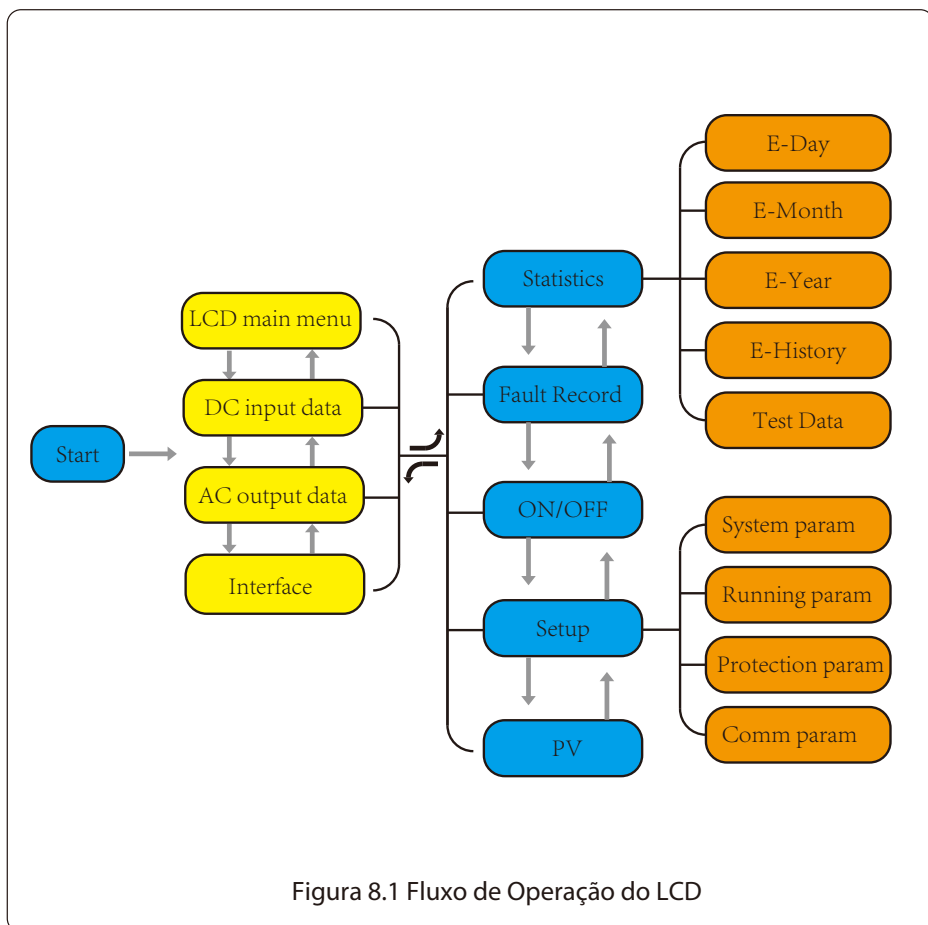 Start
LCD main menu
DC input data
AC output data
Interface
Statistics
Fault Record
ON/OFF
Setup
PV
E-Day
E-Month
E-Year
E-History
Test Data
System param
Running param
Protection param
Comm param
Figura 8.1 Fluxo de Operação do LCD